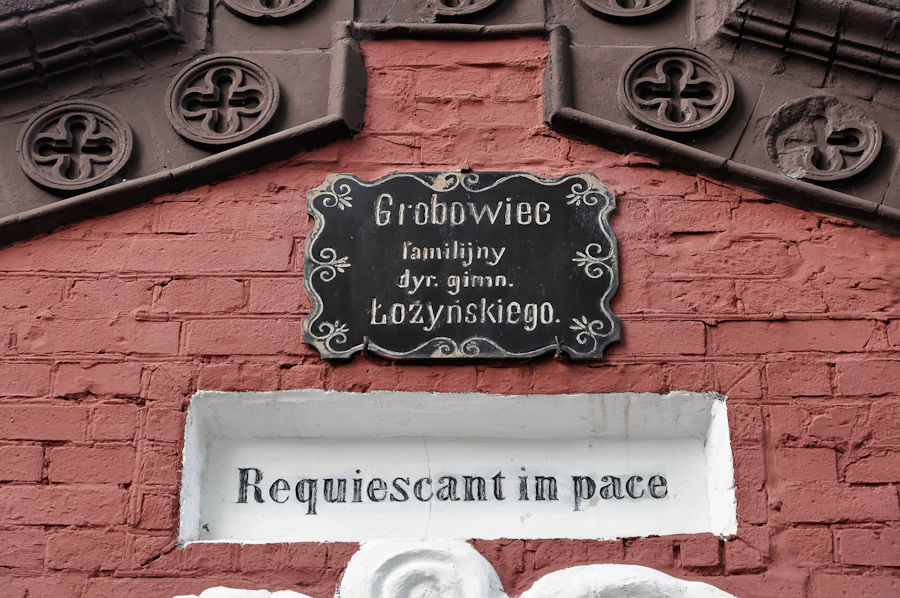 Grobowiec
familijny
dyr. gimn.
Łożyńskiego.
Requiescant in pace